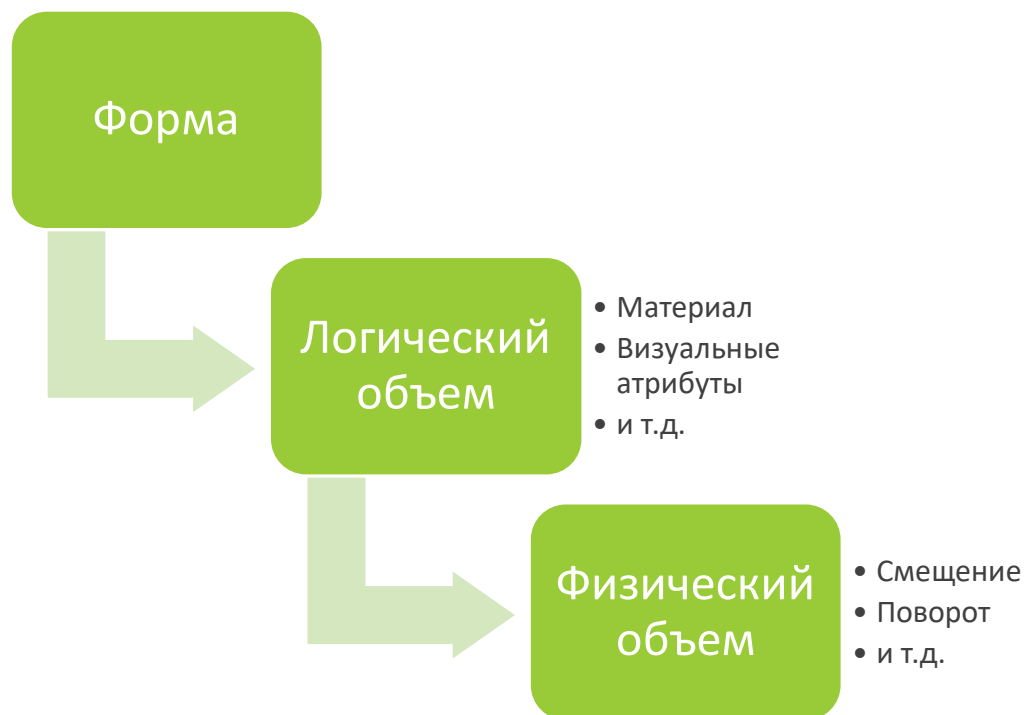 Форма
Логический
объем
• Материал
• Визуальные
атрибуты
• и т.д.
Физический
объем
• Смещение
• Поворот
• и т.д.